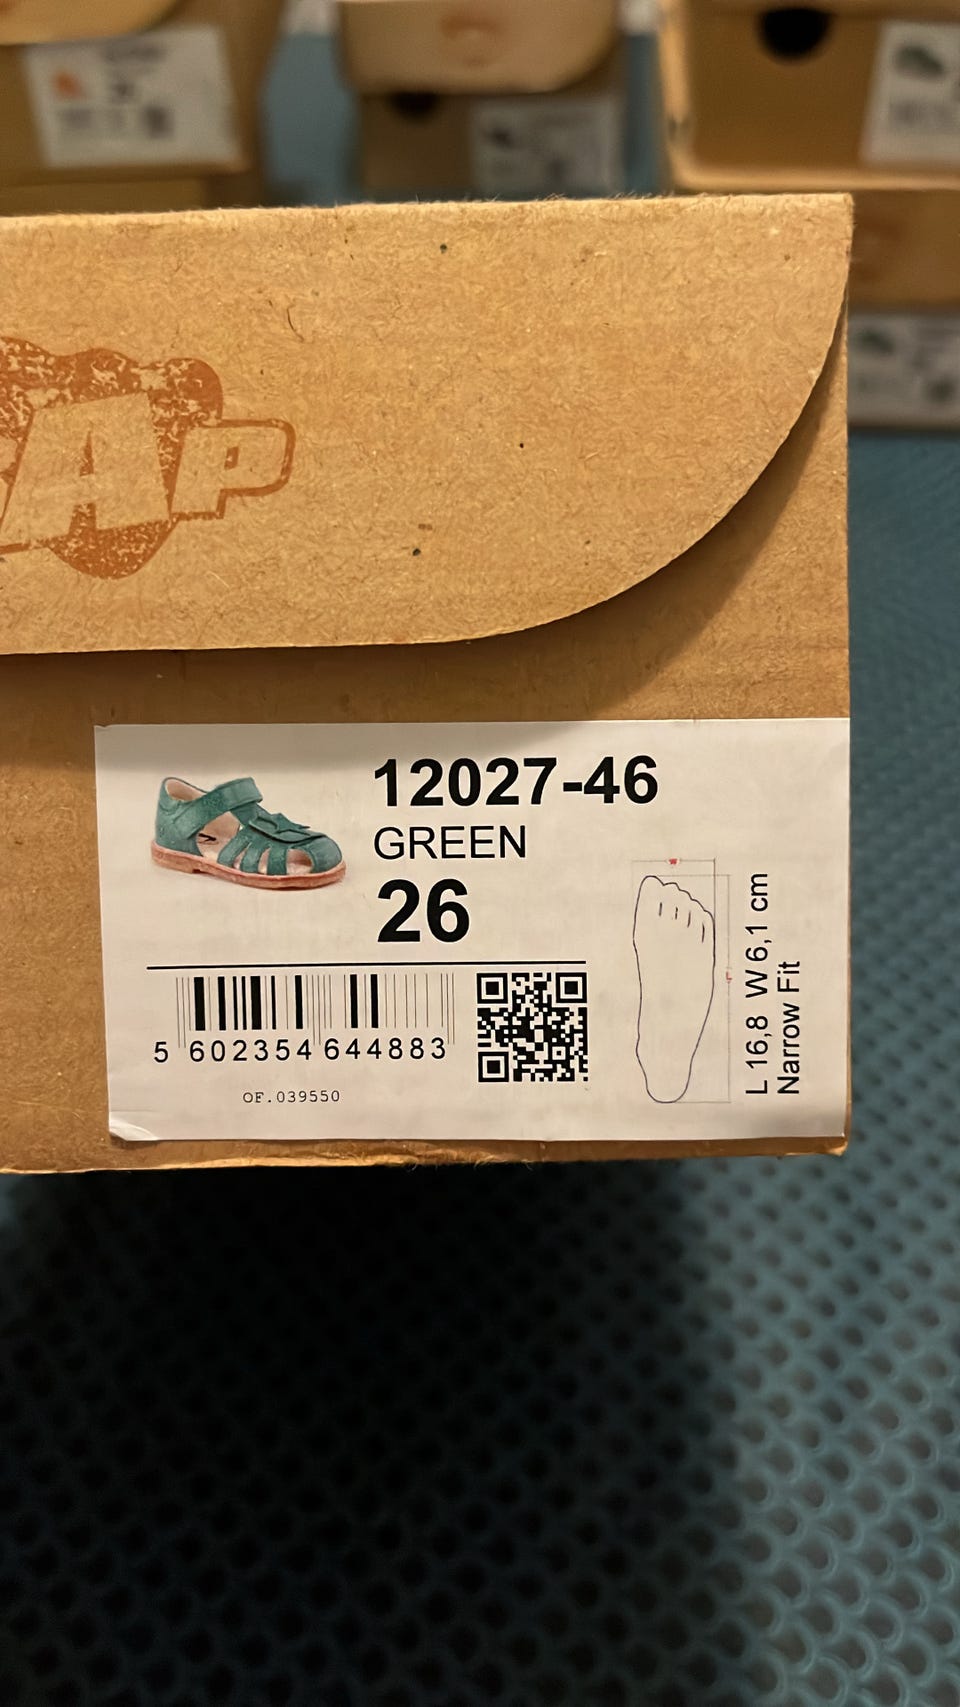 AP
12027-46
GREEN
26
5 602354 644883
OF.039550
W
L
L 16,8 W 6,1 cm
Narrow Fit